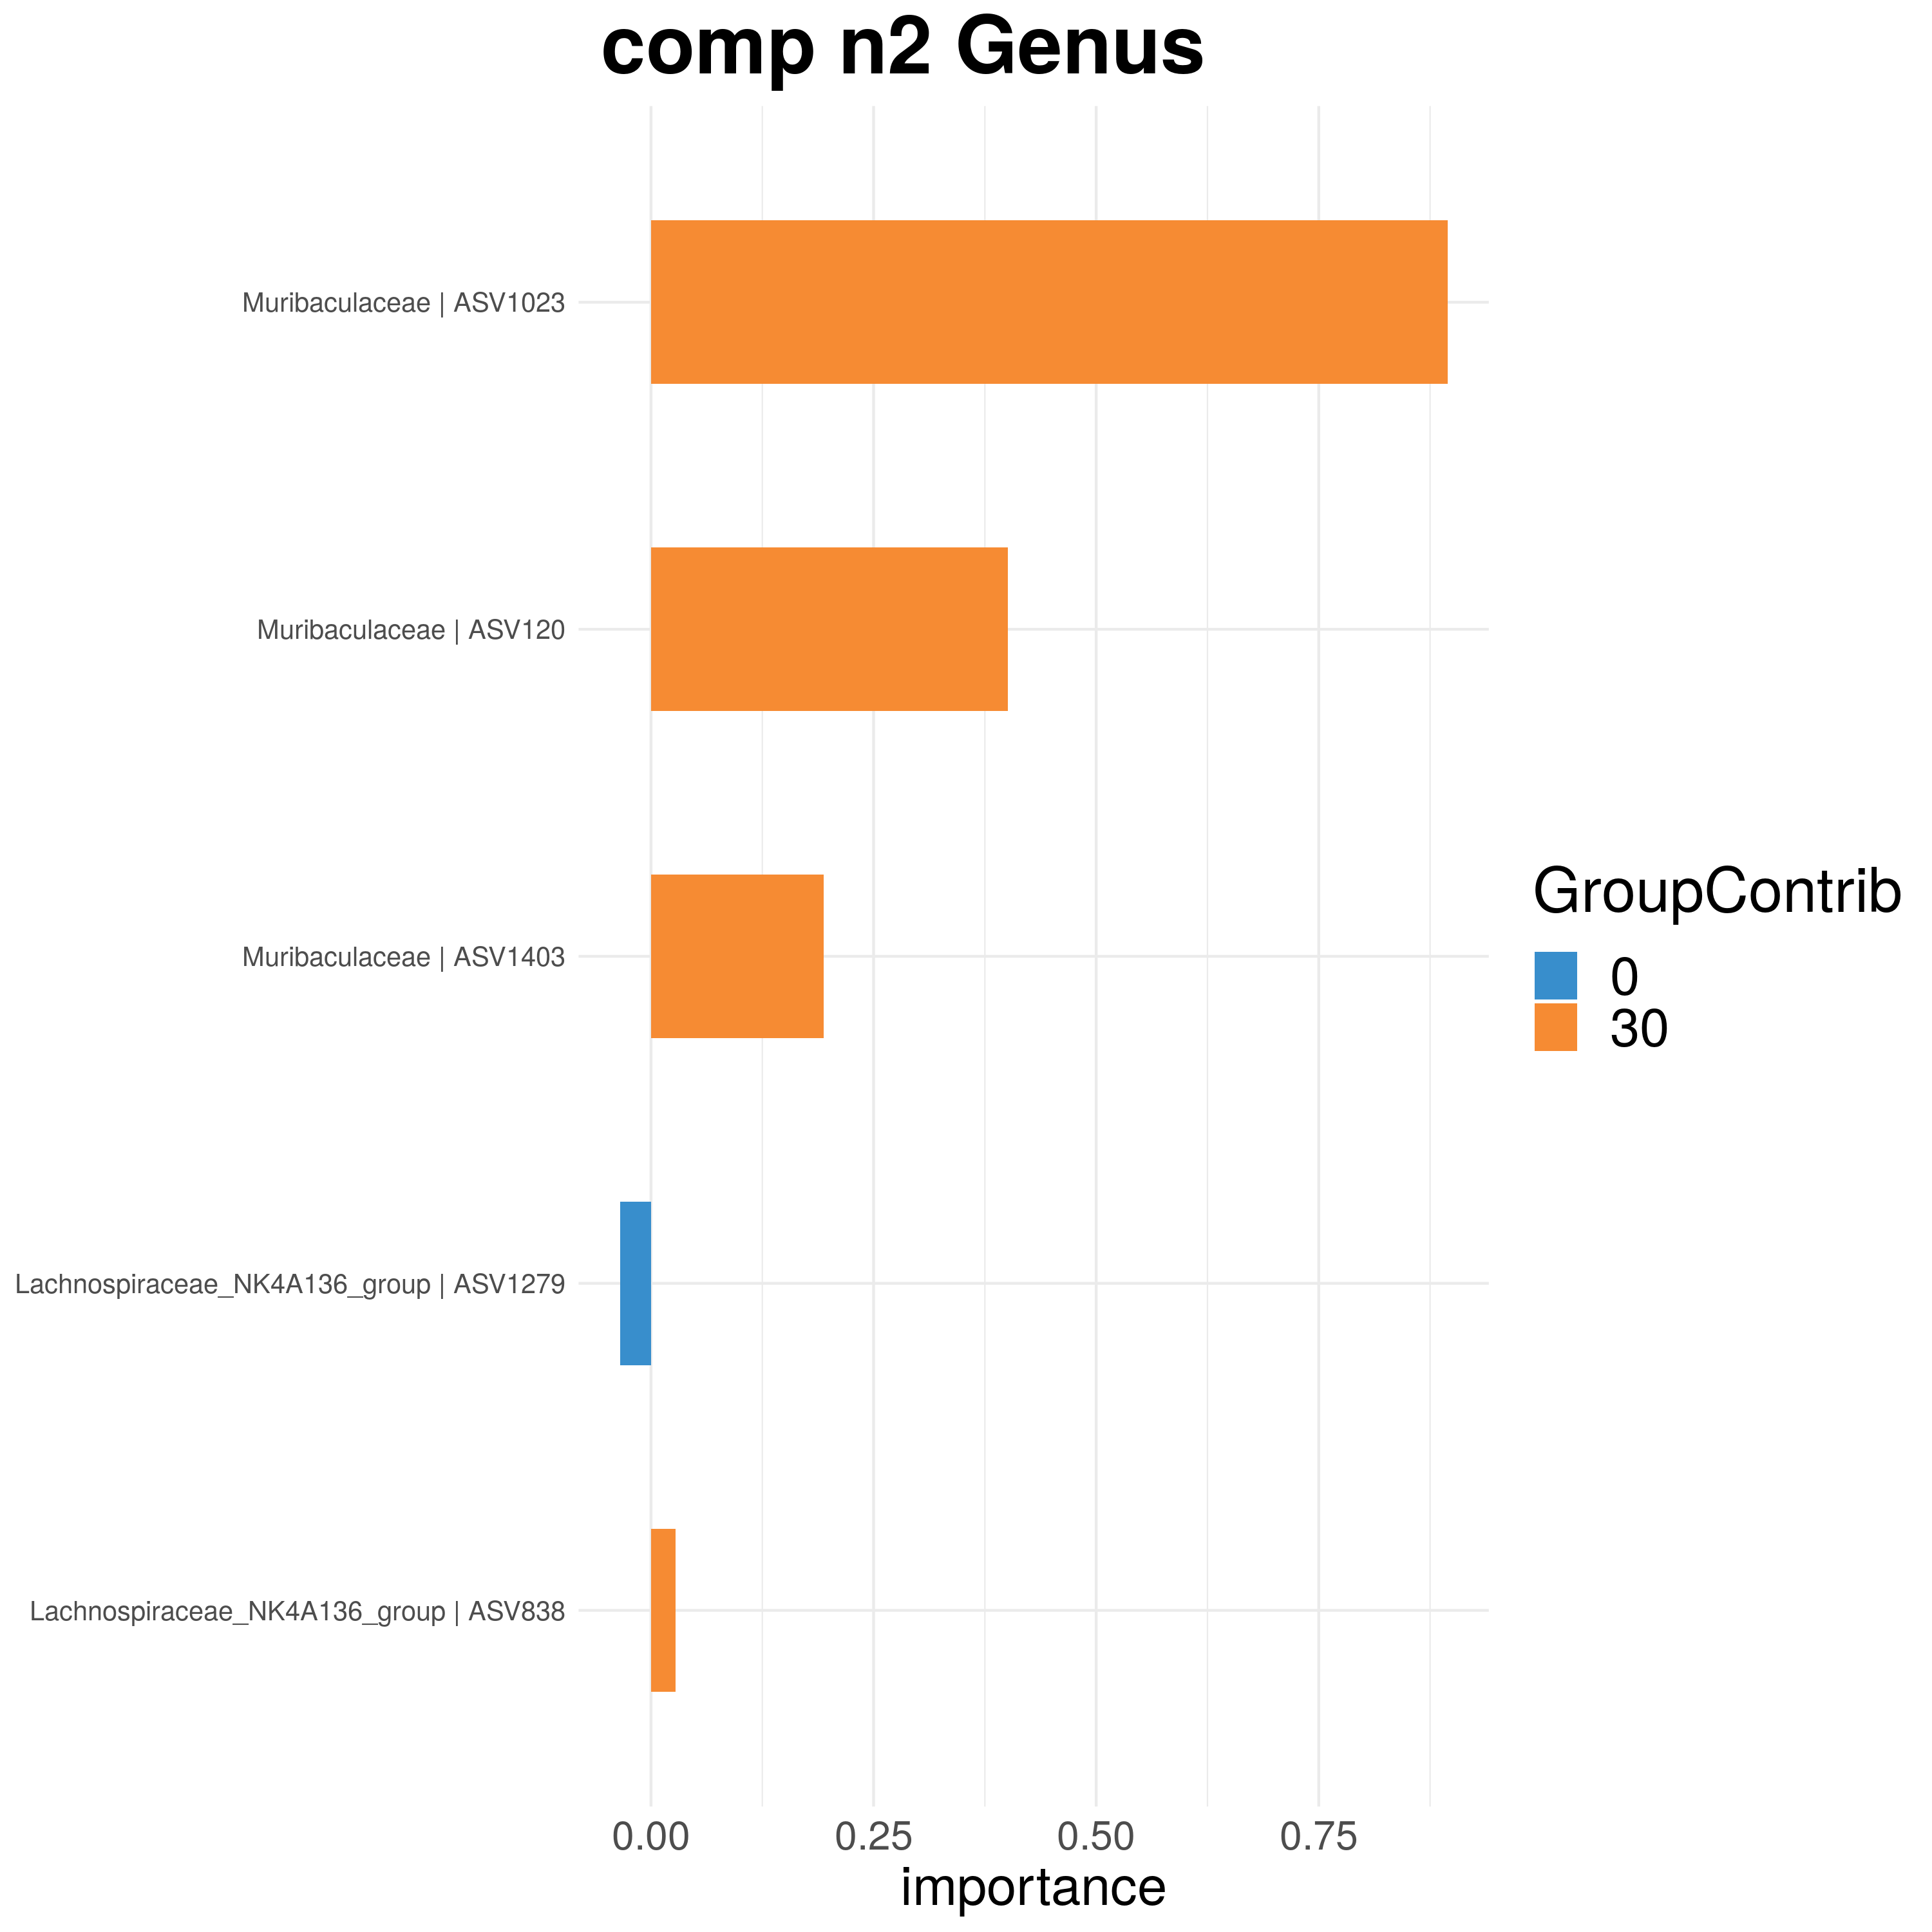 comp n2 Genus
Muribaculaceae | ASV1023
Muribaculaceae | ASV120
Muribaculaceae | ASV1403
Lachnospiraceae_NK4A136_group | ASV1279
Lachnospiraceae_NK4A136_group | ASV838
0.00 0.25 0.50 0.75
importance
GroupContrib
0
30